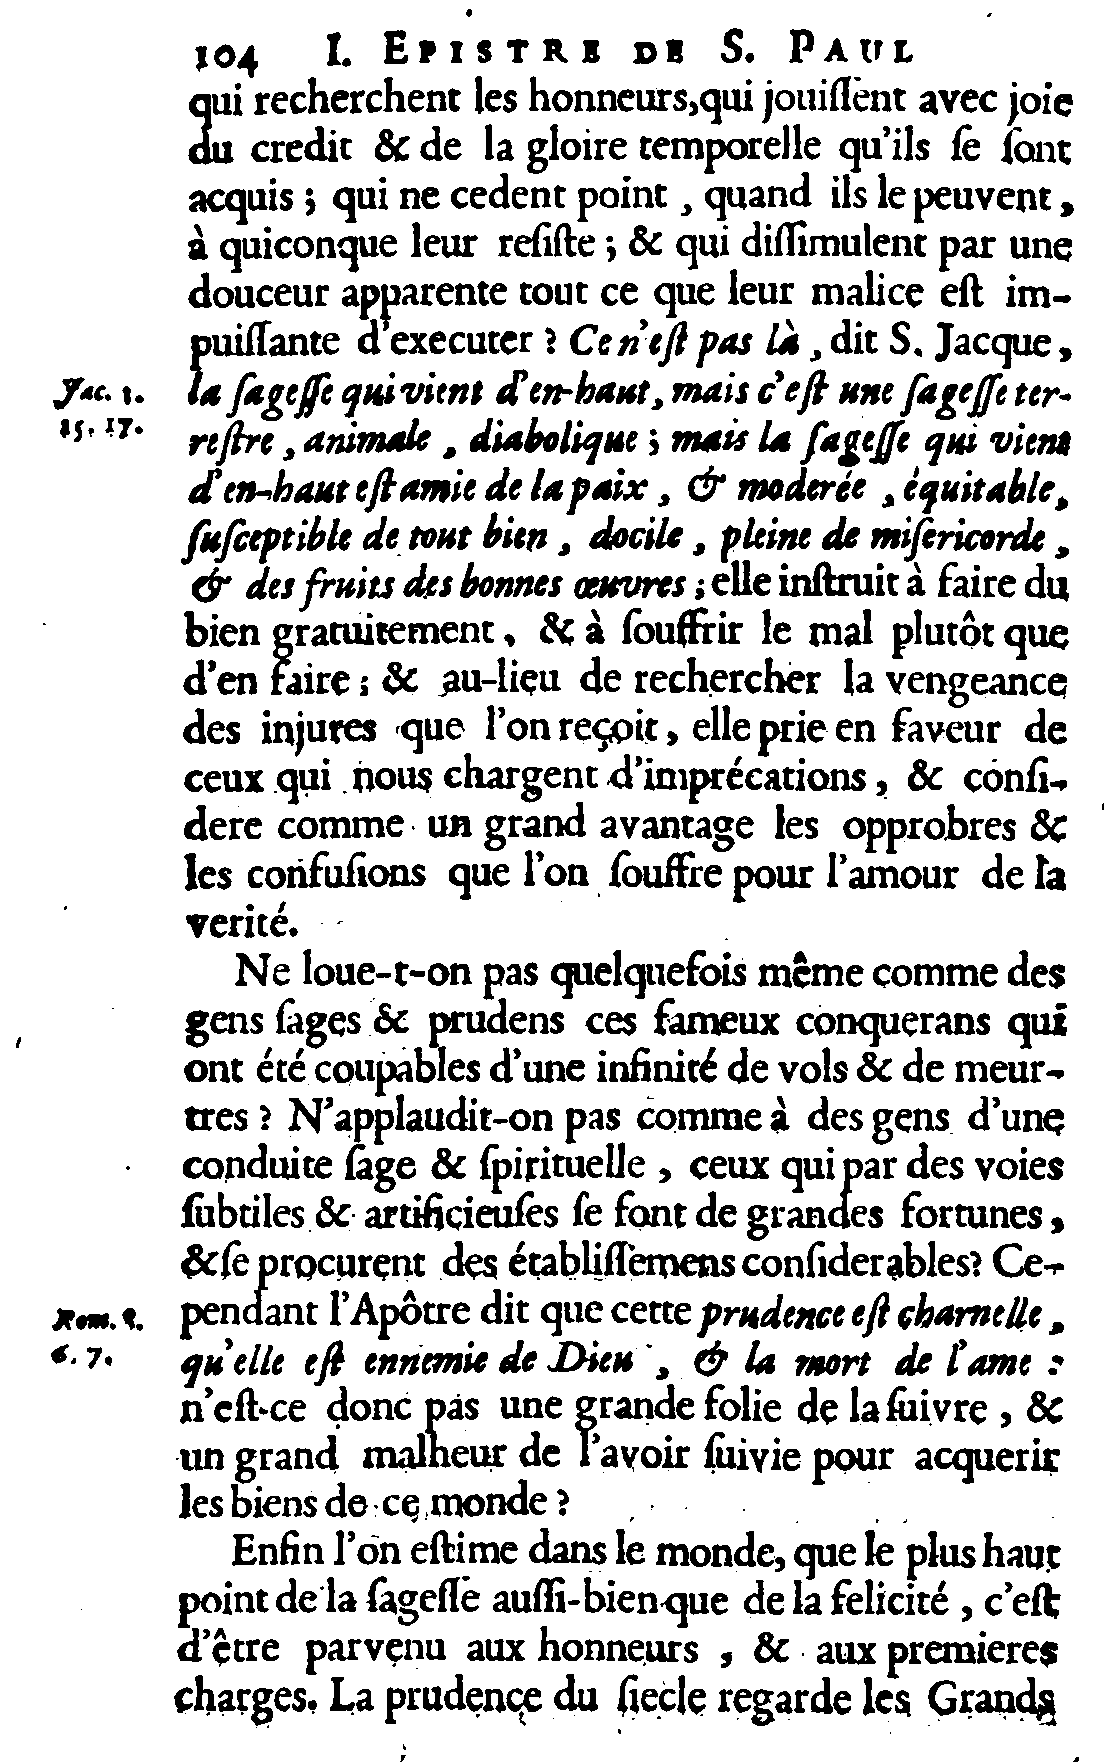 104 I. EPISTRE DE S. PAUL
qui recherchent les honneurs, qui jouiſſent avec joie
du credit & de la gloire temporelle qu'ils ſe ſont
acquis ; qui ne cedent point , quand ils le peuvent ,
à quiconque leur reſiſte ; & qui diſſimulent par une
douceur apparente tout ce que leur malice eſt im-
puiſſante d'executer ? Ce n'eſt pas là , dit S. Jacque ,
Jac. 1.
15. 17.
la ſageſſe qui vient d'en-haut, mais c'eſt une ſageſſe ter-
reſtre , animale , diabolique ; mais la ſageſſe qui vient
d'en-haut eſt amie de la paix , & moderée , équitable,
ſuſceptible de tout bien , docile , pleine de miſericorde ,
& des fruits des bonnes œuvres ; elle inſtruit à faire du
bien gratuitement , & à ſouffrir le mal plutôt que
d'en faire ; & au-lieu de rechercher la vengeance
des injures que l'on reçoit , elle prie en faveur de
ceux qui nous chargent d'imprécations , & conſi-
dere comme un grand avantage les opprobres &
les confuſions que l'on ſouffre pour l'amour de la
verité.
Ne loue-t-on pas quelquefois même comme des
gens ſages & prudens ces fameux conquerans qui
ont été coupables d'une infinité de vols & de meur-
tres ? N'applaudit-on pas comme à des gens d'une
conduite ſage & ſpirituelle , ceux qui par des voies
ſubtiles & artificieuſes ſe font de grandes fortunes ,
& ſe procurent des établiſſemens conſiderables? Ce-
pendant l'Apôtre dit que cette prudence eſt charnelle ,
Rom. 8.
6. 7.
qu'elle eſt ennemie de Dieu , & la mort de l'ame :
n'eſt-ce donc pas une grande folie de la ſuivre , &
un grand malheur de l'avoir ſuivie pour acquerir
les biens de ce monde ?
Enfin l'on eſtime dans le monde, que le plus haut
point de la ſageſſe auſſi-bien que de la felicité , c'eſt
d'être parvenu aux honneurs , & aux premieres
charges. La prudence du ſiecle regarde les Grands